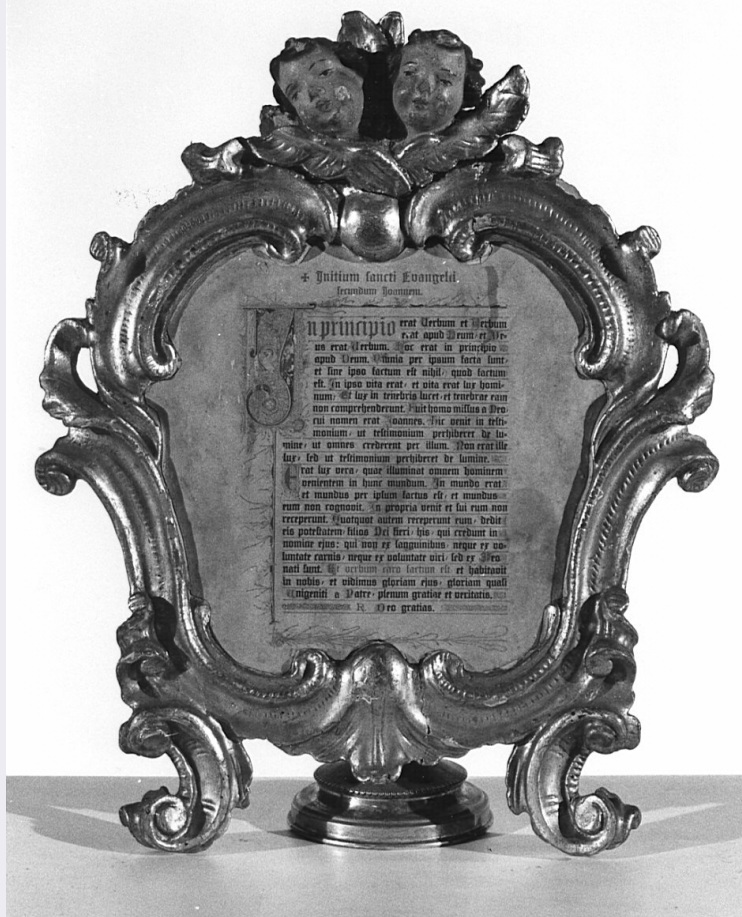 ✠ Initium sancti Evangelii
secundum Joannem.
In principio erat Verbum et Verbum
erat apud Deum, et De-
us erat Verbum. Hoc erat in principio
apud Deum. Omnia per ipsum facta sunt,
et sine ipso factum est nihil, quod factum
est. In ipso vita erat, et vita erat lux homi-
num: Et lux in tenebris lucet, et tenebrae eam
non comprehenderunt. Fuit homo missus a Deo
cui nomen erat Joannes. Hic venit in testi-
monium, ut testimonium perhiberet de lu-
mine, ut omnes crederent per illum. Non erat ille
lux, sed ut testimonium perhiberet de lumine.
Erat lux vera, quae illuminat omnem hominem
venientem in hunc mundum. In mundo erat
et mundus per ipsum factus est, et mundus
eum non cognovit. In propria venit et sui eum non
receperunt. Quotquot autem receperunt eum, dedit
eis potestatem filios Dei fieri, his, qui credunt in
nomine ejus: qui non ex sanguinibus, neque ex vo-
luntate carnis, neque ex voluntate viri, sed ex Deo
nati sunt. Et verbum caro factum est et habitavit
in nobis, et vidimus gloriam ejus, gloriam quasi
Unigeniti a Patre, plenum gratiae et veritatis.
R. Deo gratias.